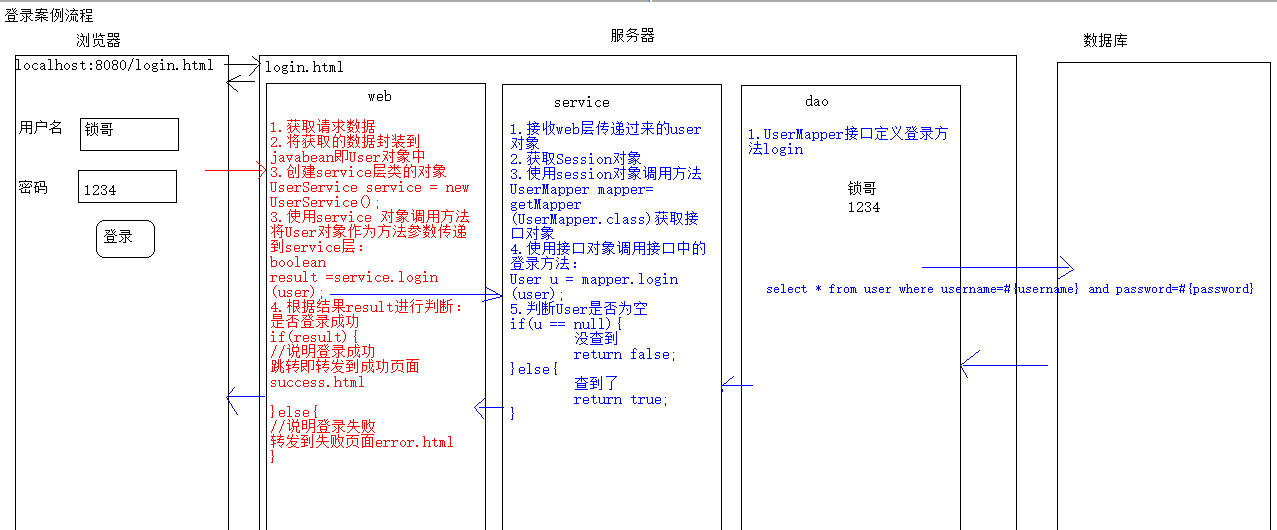 登录案例流程
浏览器
服务器
数据库
localhost:8080/login.html
login.html
用户名
锁哥
密码
1234
登录
web
1.获取请求数据
2.将获取的数据封装到
javabean即User对象中
3.创建service层类的对象
UserService service = new
UserService();
3.使用service 对象调用方法
将User对象作为方法参数传递
到service层:
boolean
result =service.login
(user);
4.根据结果result进行判断:
是否登录成功
if(result){
//说明登录成功
跳转即转发到成功页面
success.html
}else{
//说明登录失败
转发到失败页面error.html
}
service
1.接收web层传递过来的user
对象
2.获取Session对象
3.使用session对象调用方法
UserMapper mapper=
getMapper
(UserMapper.class)获取接
口对象
4.使用接口对象调用接口中的
登录方法:
User u = mapper.login
(user);
5.判断User是否为空
if(u == null){
没查到
return false;
}else{
查到了
return true;
}
dao
1.UserMapper接口定义登录方
法login
锁哥
1234
select * from user where username=#{username} and password=#{password}